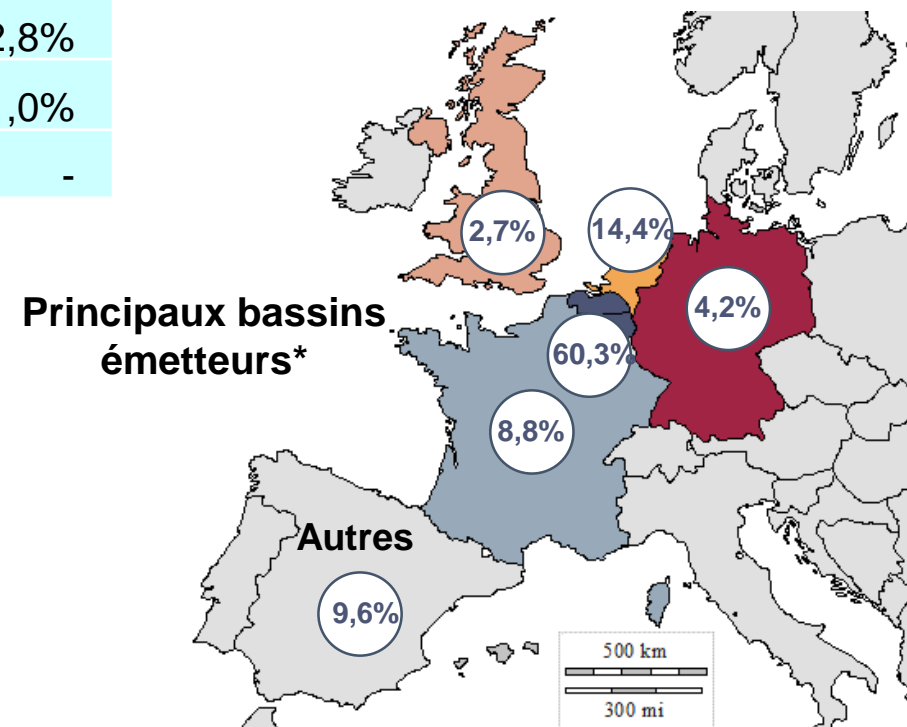 2,8%
,0%
-
2,7%
14,4%
4,2%
Principaux bassins
émetteurs*
60,3%
8,8%
Autres
9,6%
500 km
300 mi